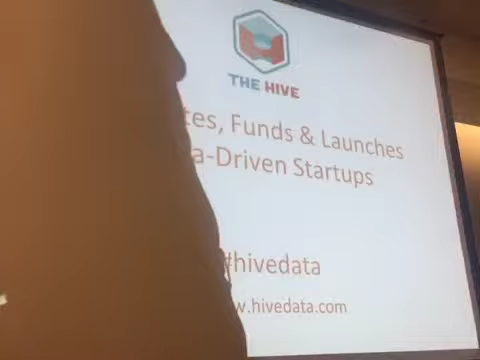 THE HIVE
tes, Funds & Launches
a-Driven Startups
#hivedata
w.hivedata.com